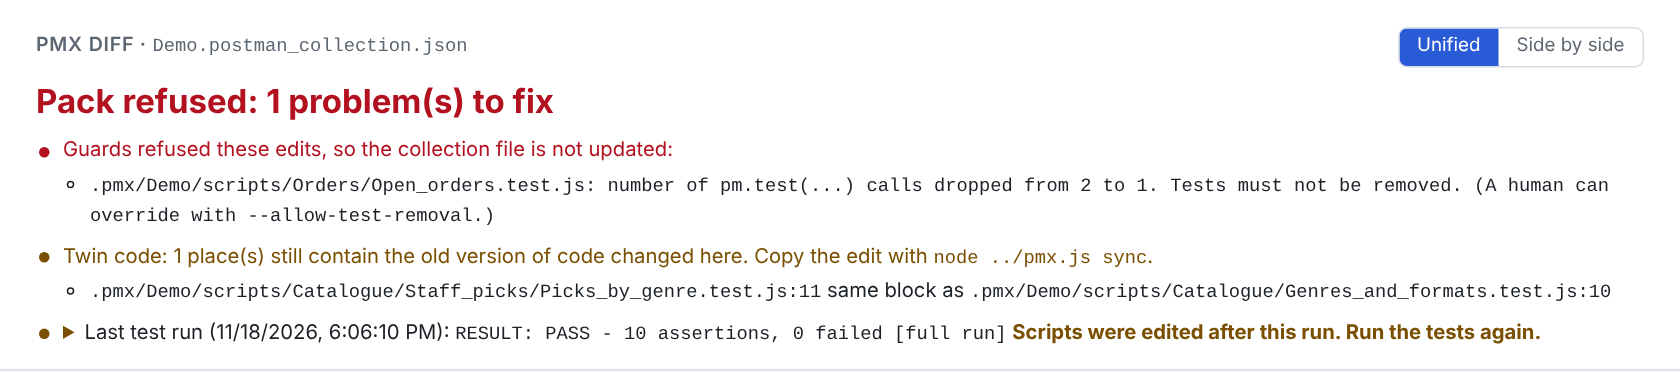 PMX DIFF · Demo.postman_collection.json
Unified
Side by side
Pack refused: 1 problem(s) to fix
Guards refused these edits, so the collection file is not updated:
.pmx/Demo/scripts/Orders/Open_orders.test.js: number of pm.test(...) calls dropped from 2 to 1. Tests must not be removed. (A human can
override with --allow-test-removal.)
Twin code: 1 place(s) still contain the old version of code changed here. Copy the edit with node ../pmx.js sync.
.pmx/Demo/scripts/Catalogue/Staff_picks/Picks_by_genre.test.js:11 same block as .pmx/Demo/scripts/Catalogue/Genres_and_formats.test.js:10
Last test run (11/18/2026, 6:06:10 PM): RESULT: PASS - 10 assertions, 0 failed [full run] Scripts were edited after this run. Run the tests again.